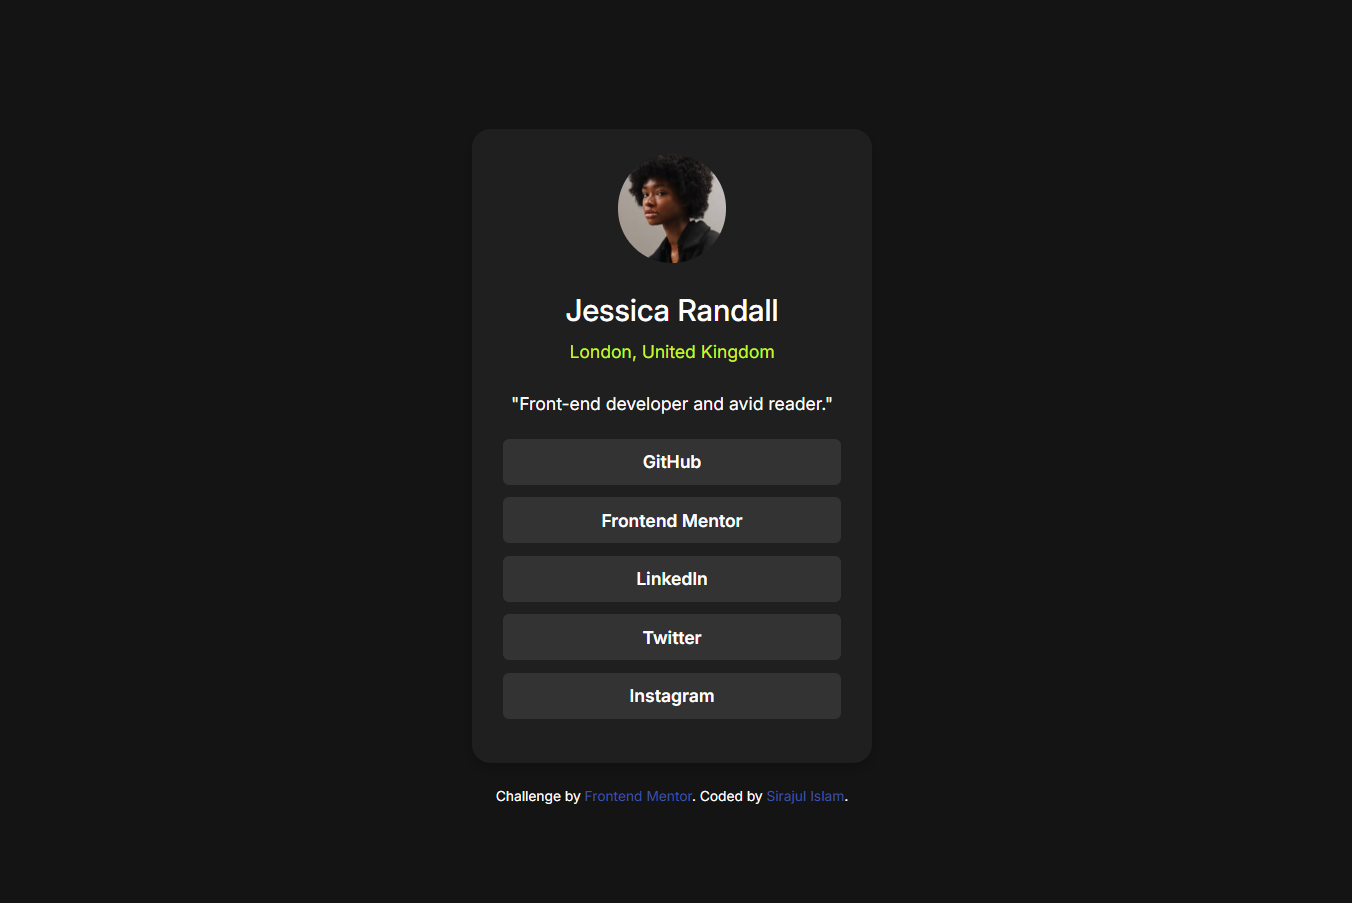 Jessica Randall
London, United Kingdom
"Front-end developer and avid reader."
GitHub
Frontend Mentor
LinkedIn
Twitter
Instagram
Challenge by Frontend Mentor. Coded by Sirajul Islam.